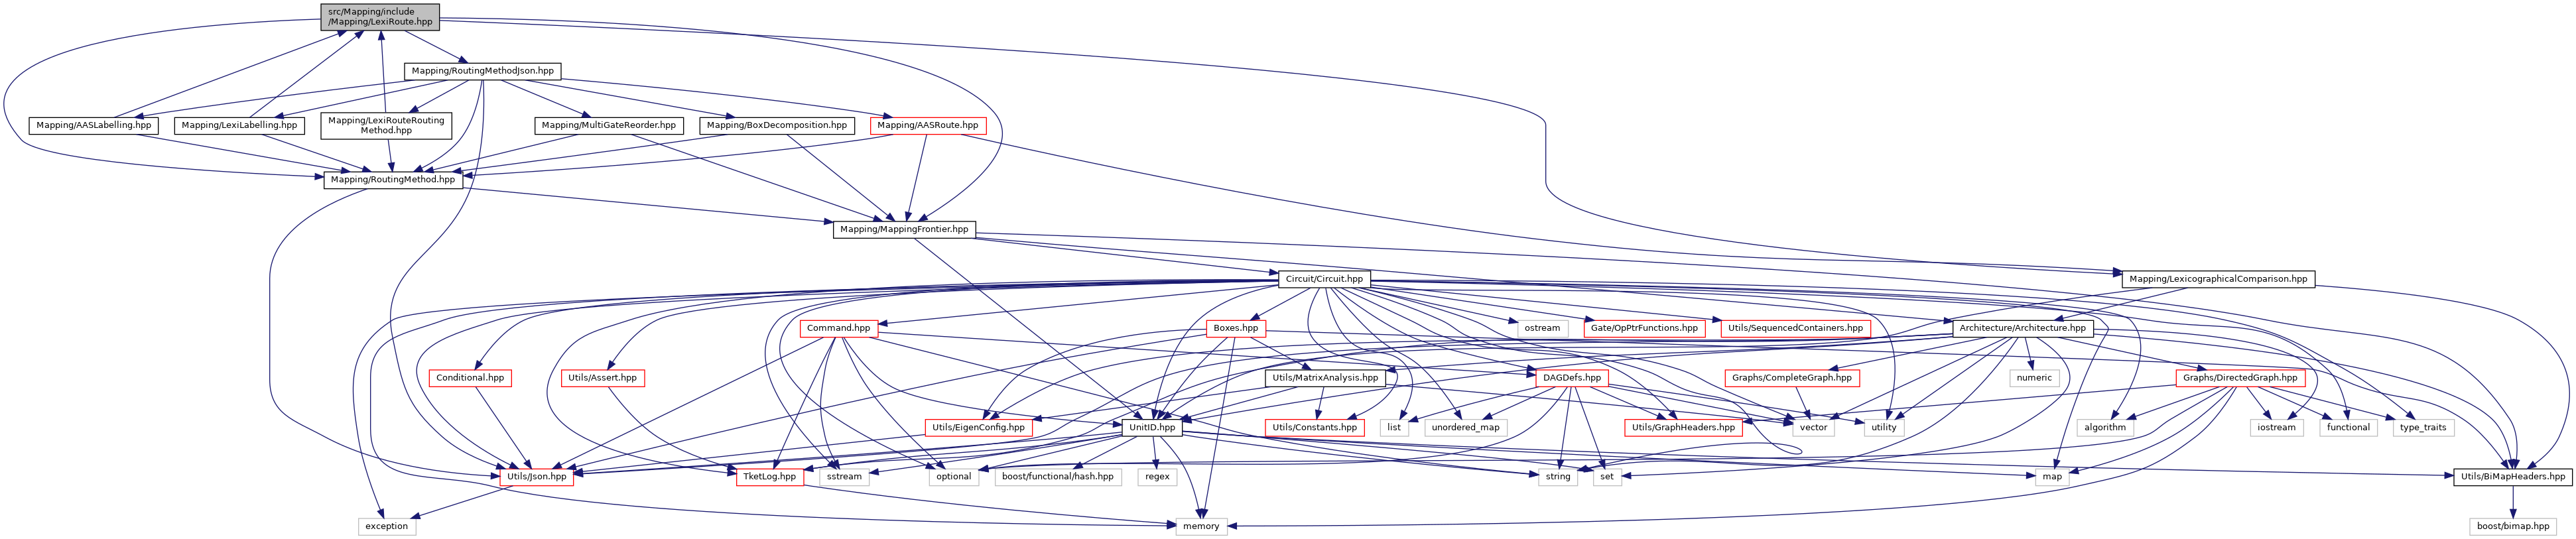 src/Mapping/include
/Mapping/LexiRoute.hpp
Mapping/RoutingMethodJson.hpp
Mapping/AASLabelling.hpp
Mapping/LexiLabelling.hpp
Mapping/LexiRouteRouting
Method.hpp
Mapping/MultiGateReorder.hpp
Mapping/BoxDecomposition.hpp
Mapping/AASRoute.hpp
Mapping/RoutingMethod.hpp
Mapping/MappingFrontier.hpp
Circuit/Circuit.hpp
Mapping/LexicographicalComparison.hpp
Command.hpp
Boxes.hpp
ostream
Gate/OpPtrFunctions.hpp
Utils/SequencedContainers.hpp
Architecture/Architecture.hpp
Conditional.hpp
Utils/Assert.hpp
Utils/MatrixAnalysis.hpp
DAGDefs.hpp
Graphs/CompleteGraph.hpp
numeric
Graphs/DirectedGraph.hpp
Utils/EigenConfig.hpp
UnitID.hpp
Utils/Constants.hpp
list
unordered_map
Utils/GraphHeaders.hpp
vector
utility
algorithm
iostream
functional
type_traits
Utils/Json.hpp
TketLog.hpp
sstream
optional
boost/functional/hash.hpp
regex
string
set
map
Utils/BiMapHeaders.hpp
exception
memory
boost/bimap.hpp